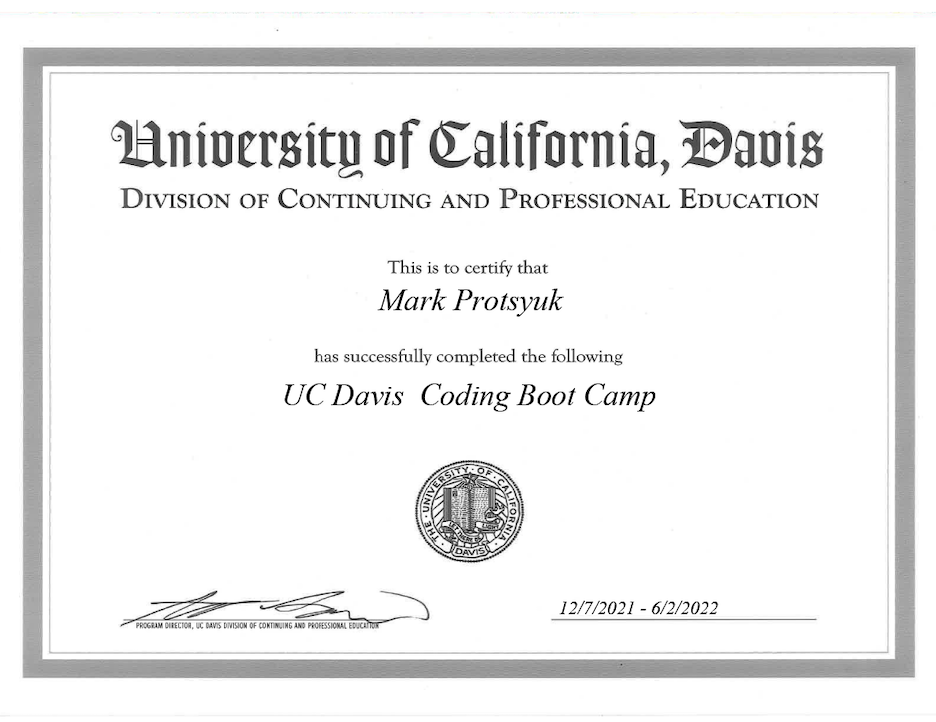 University of California, Davis
DIVISION OF CONTINUING AND PROFESSIONAL EDUCATION
This is to certify that
Mark Protsyuk
has successfully completed the following
UC Davis  Coding Boot Camp
THE · UNIVERSITY · OF · CALIFORNIA
LET THERE BE LIGHT
DAVIS
12/7/2021 - 6/2/2022
PROGRAM DIRECTOR, UC DAVIS DIVISION OF CONTINUING AND PROFESSIONAL EDUCATION